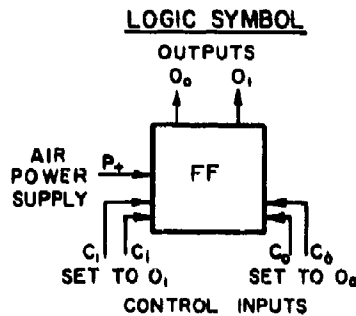 LOGIC SYMBOL
OUTPUTS
O₀ O₁
AIR
POWER
SUPPLY
P₊
FF
C₁ C₁
SET TO O₁
C₀ C₀
SET TO O₀
CONTROL INPUTS